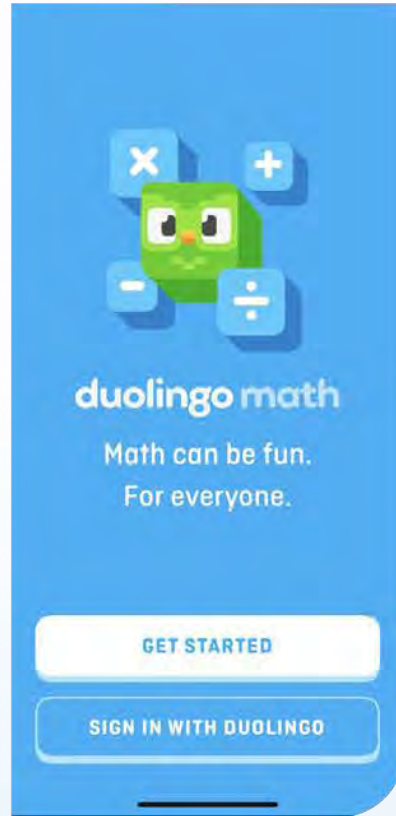 × +
- ÷
duolingo math
Math can be fun.
For everyone.
GET STARTED
SIGN IN WITH DUOLINGO